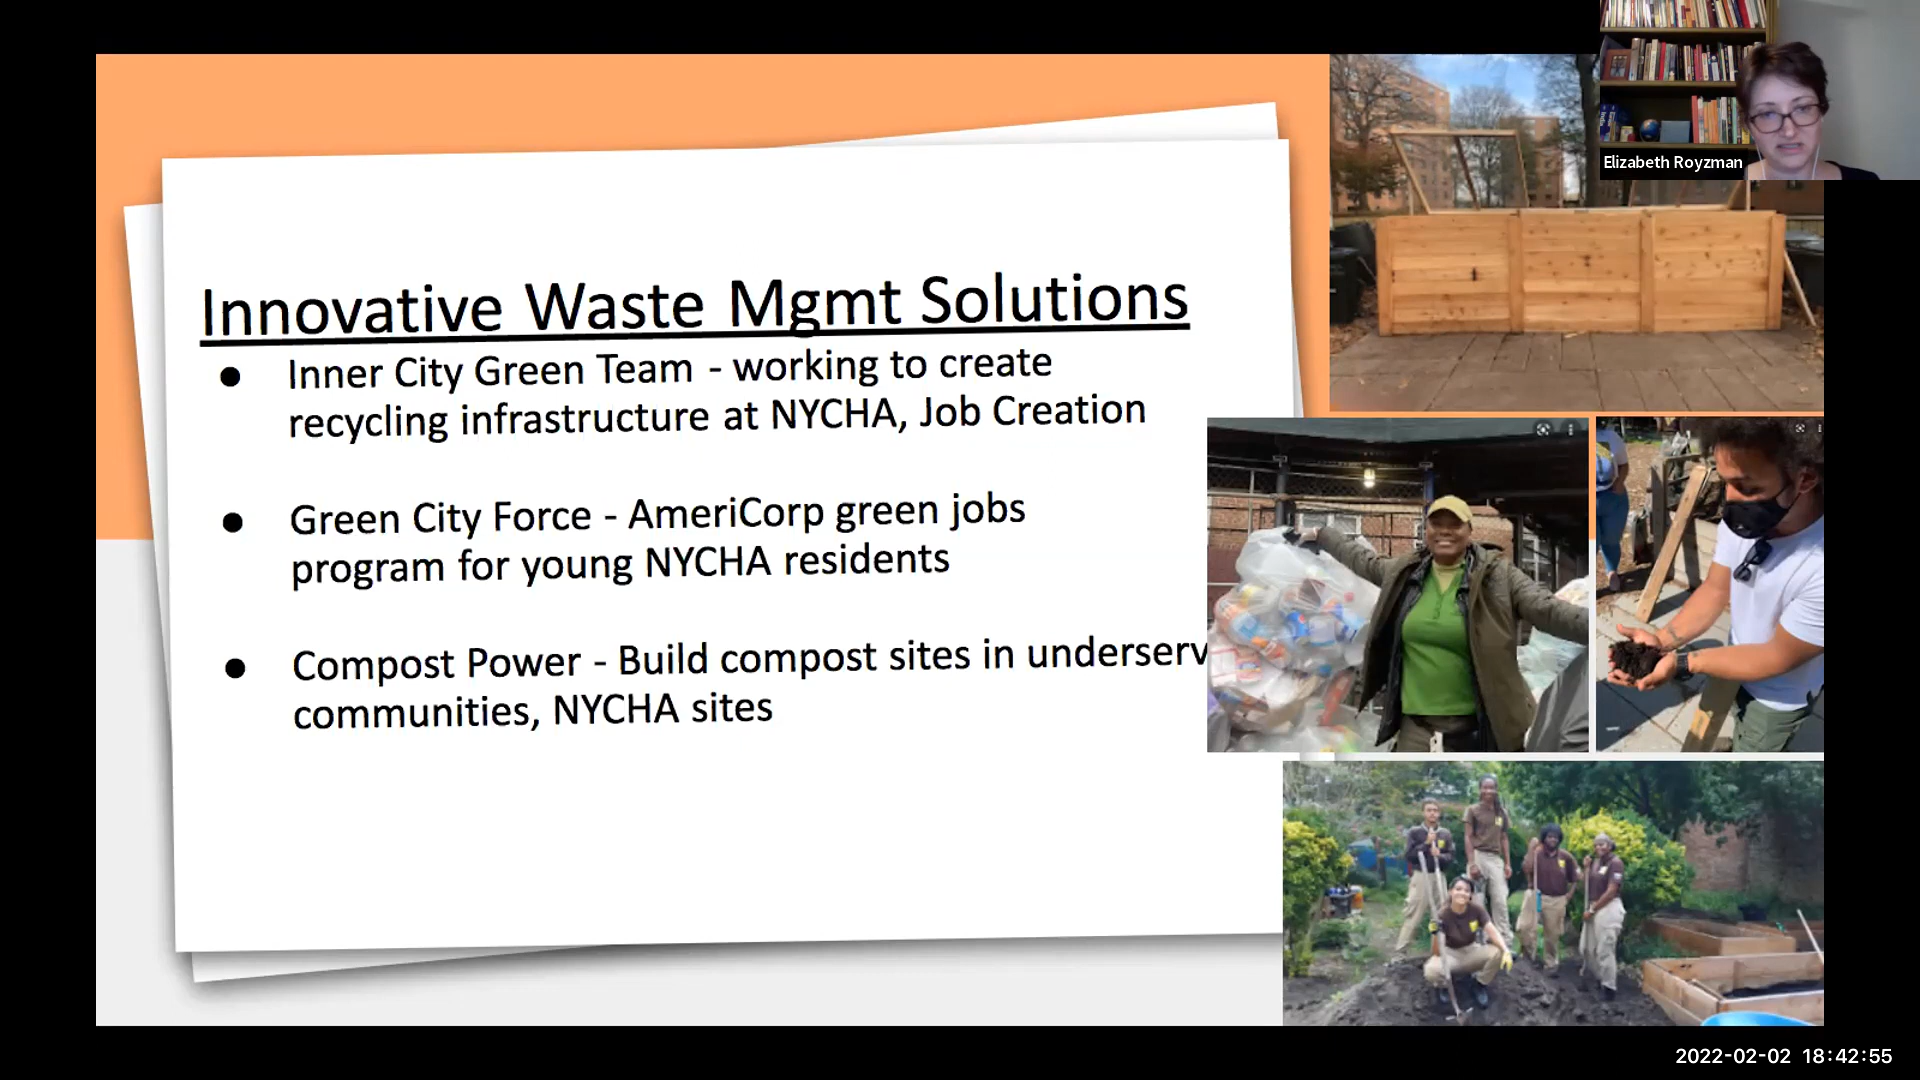 Elizabeth Royzman
Innovative Waste Mgmt Solutions
● Inner City Green Team - working to create
recycling infrastructure at NYCHA, Job Creation
● Green City Force - AmeriCorp green jobs
program for young NYCHA residents
● Compost Power - Build compost sites in underserv
communities, NYCHA sites
2022-02-02 18:42:55